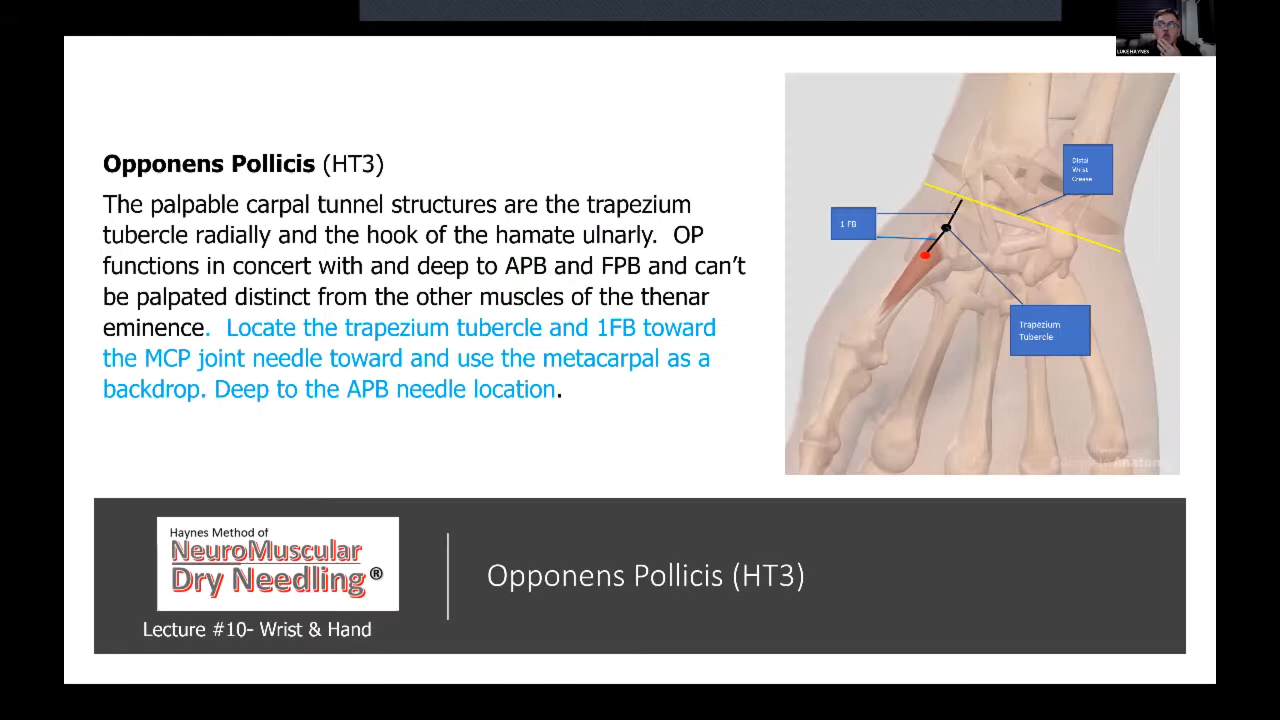 LUKE HAYNES
Opponens Pollicis (HT3)
The palpable carpal tunnel structures are the trapezium
tubercle radially and the hook of the hamate ulnarly. OP
functions in concert with and deep to APB and FPB and can't
be palpated distinct from the other muscles of the thenar
eminence. Locate the trapezium tubercle and 1FB toward
the MCP joint needle toward and use the metacarpal as a
backdrop. Deep to the APB needle location.
Distal
Wrist
Crease
1 FB
Trapezium
Tubercle
Haynes Method of
NeuroMuscular
Dry Needling®
Lecture #10- Wrist & Hand
Opponens Pollicis (HT3)